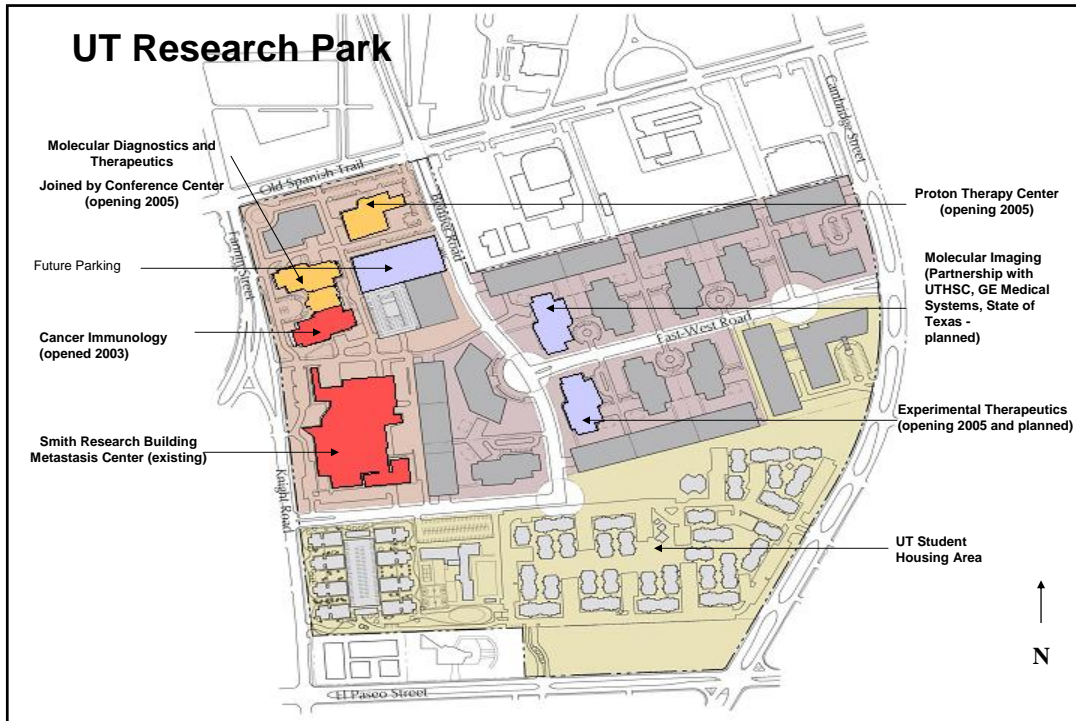 UT Research Park
Molecular Diagnostics and
Therapeutics
Joined by Conference Center
(opening 2005)
Future Parking
Cancer Immunology
(opened 2003)
Smith Research Building
Metastasis Center (existing)
Old Spanish Trail
Fannin Street
Knight Road
Bertner Road
East-West Road
Cambridge Street
El Paseo Street
Proton Therapy Center
(opening 2005)
Molecular Imaging
(Partnership with
UTHSC, GE Medical
Systems, State of
Texas -
planned)
Experimental Therapeutics
(opening 2005 and planned)
UT Student
Housing Area
N